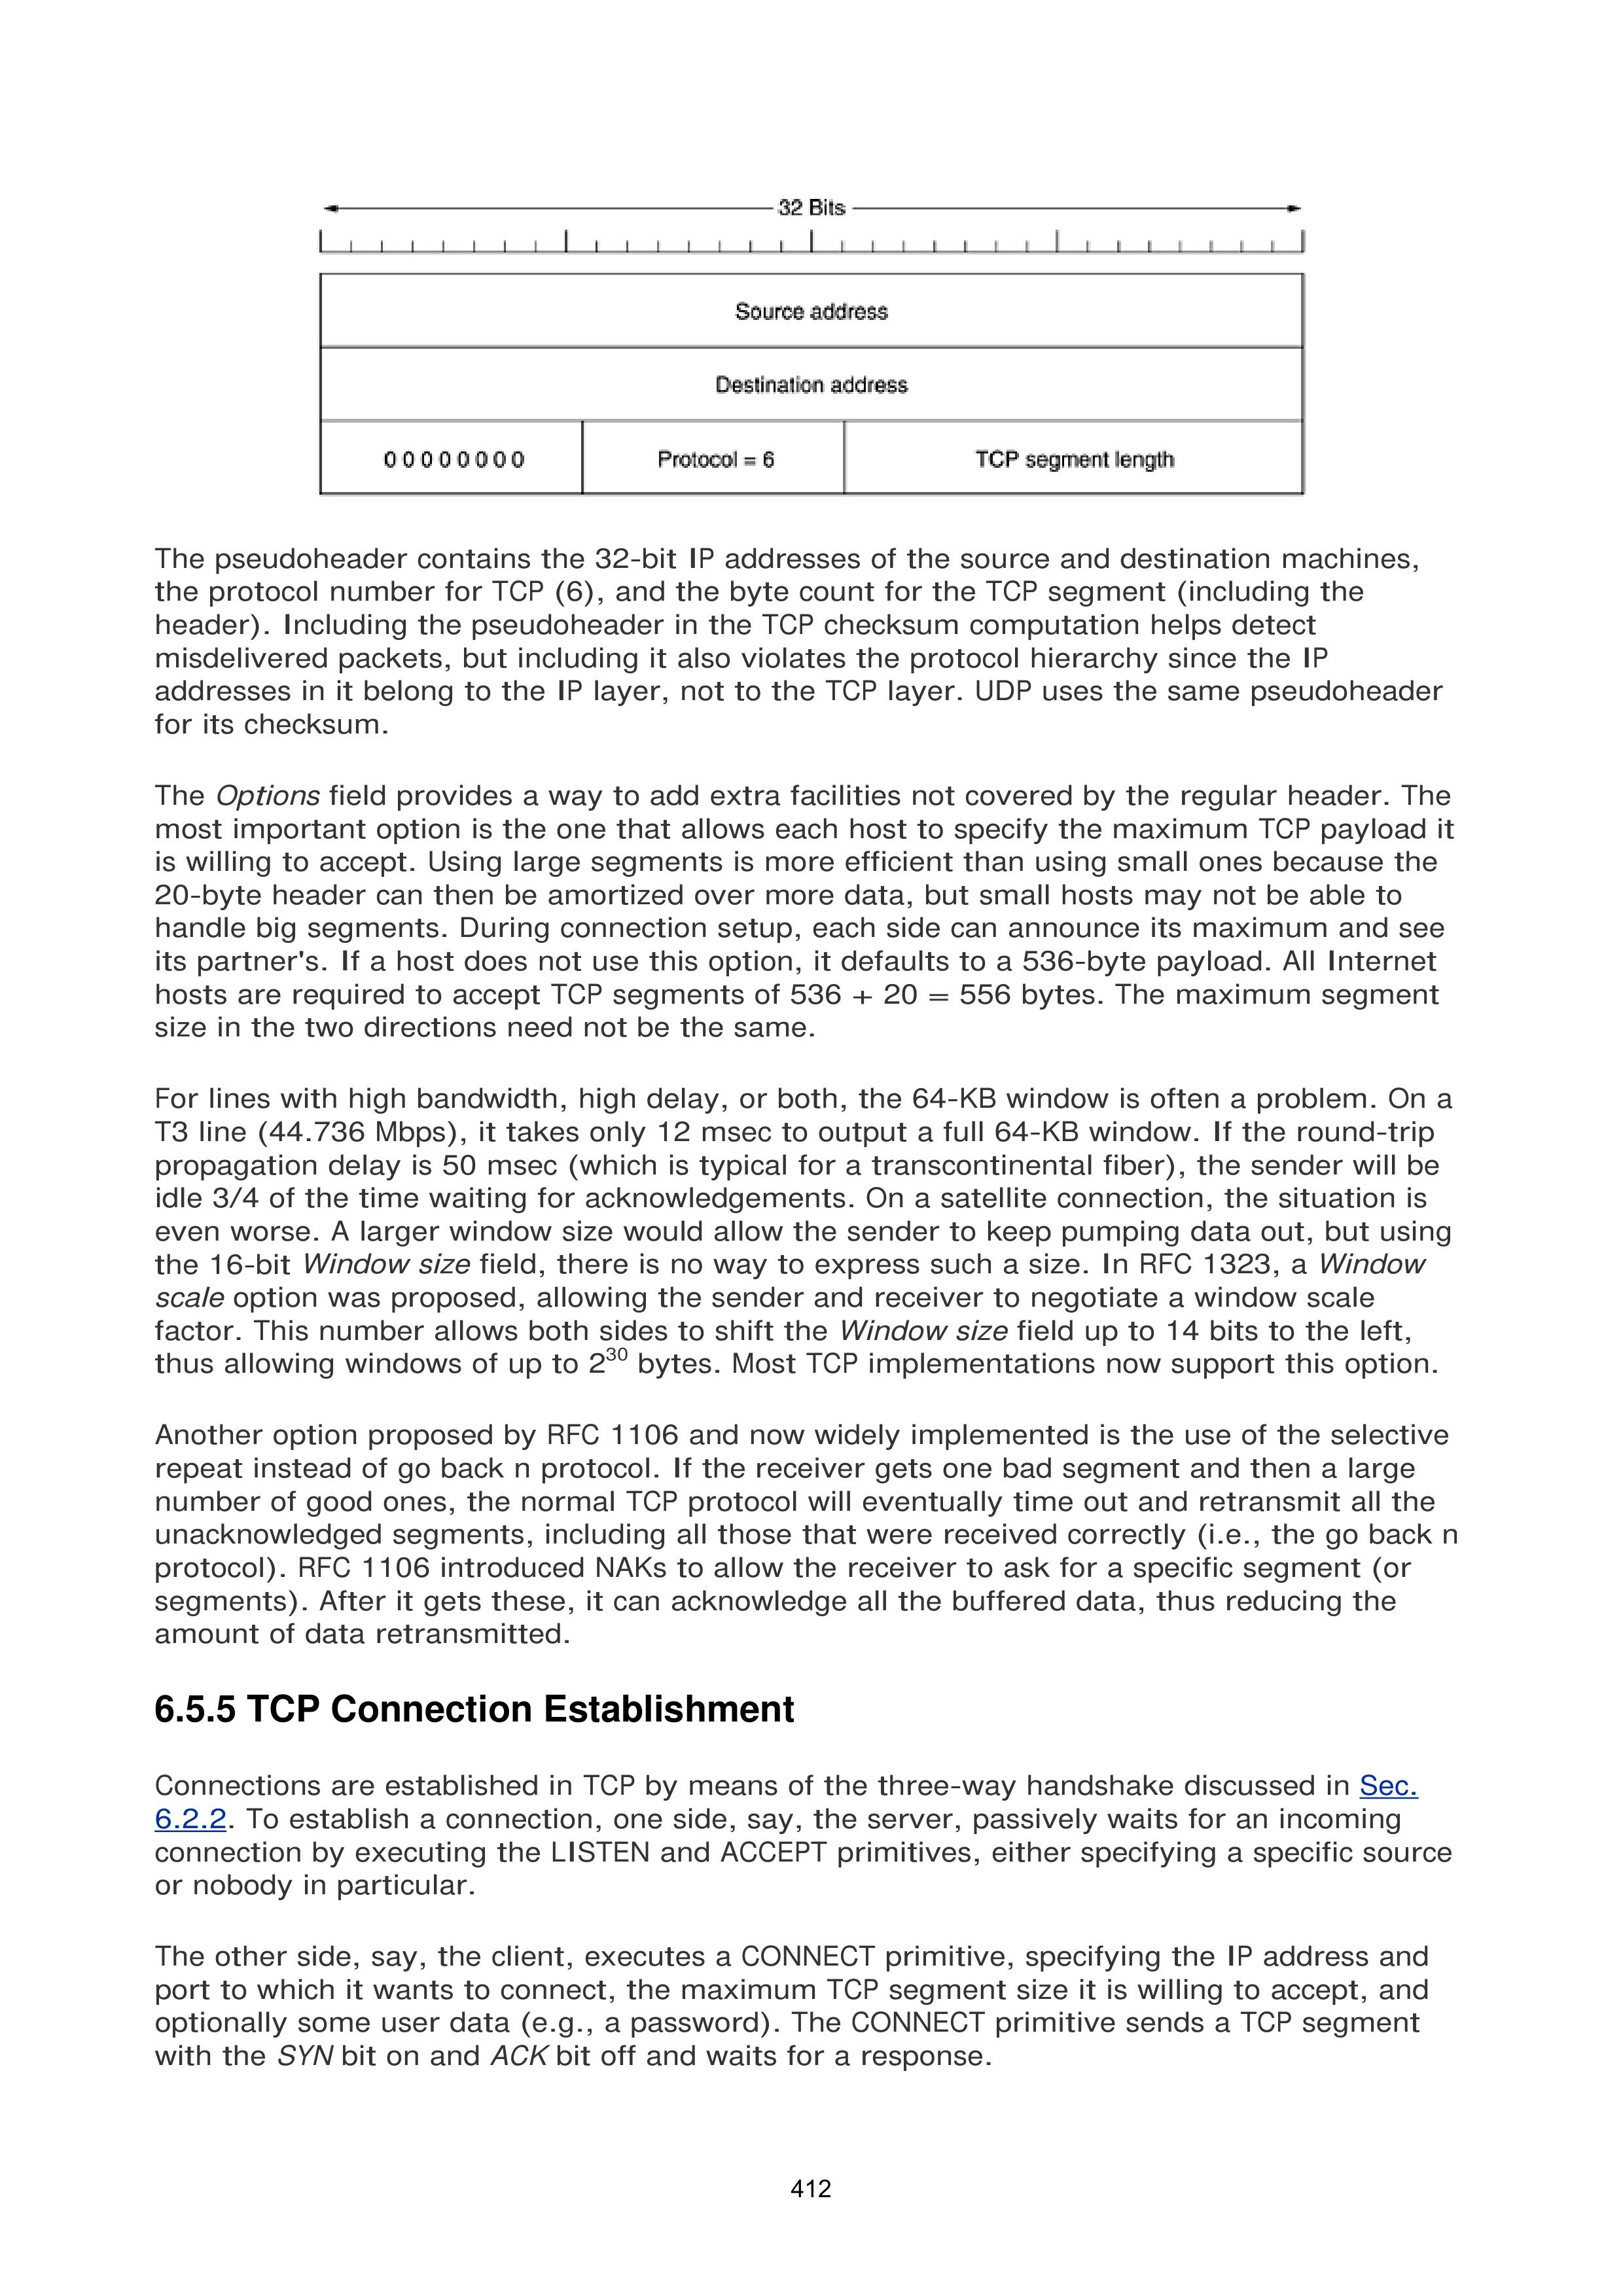 32 Bits
Source address
Destination address
0 0 0 0 0 0 0 0 Protocol = 6 TCP segment length
The pseudoheader contains the 32-bit IP addresses of the source and destination machines,
the protocol number for TCP (6), and the byte count for the TCP segment (including the
header). Including the pseudoheader in the TCP checksum computation helps detect
misdelivered packets, but including it also violates the protocol hierarchy since the IP
addresses in it belong to the IP layer, not to the TCP layer. UDP uses the same pseudoheader
for its checksum.
The Options field provides a way to add extra facilities not covered by the regular header. The
most important option is the one that allows each host to specify the maximum TCP payload it
is willing to accept. Using large segments is more efficient than using small ones because the
20-byte header can then be amortized over more data, but small hosts may not be able to
handle big segments. During connection setup, each side can announce its maximum and see
its partner's. If a host does not use this option, it defaults to a 536-byte payload. All Internet
hosts are required to accept TCP segments of 536 + 20 = 556 bytes. The maximum segment
size in the two directions need not be the same.
For lines with high bandwidth, high delay, or both, the 64-KB window is often a problem. On a
T3 line (44.736 Mbps), it takes only 12 msec to output a full 64-KB window. If the round-trip
propagation delay is 50 msec (which is typical for a transcontinental fiber), the sender will be
idle 3/4 of the time waiting for acknowledgements. On a satellite connection, the situation is
even worse. A larger window size would allow the sender to keep pumping data out, but using
the 16-bit Window size field, there is no way to express such a size. In RFC 1323, a Window
scale option was proposed, allowing the sender and receiver to negotiate a window scale
factor. This number allows both sides to shift the Window size field up to 14 bits to the left,
thus allowing windows of up to 2³⁰ bytes. Most TCP implementations now support this option.
Another option proposed by RFC 1106 and now widely implemented is the use of the selective
repeat instead of go back n protocol. If the receiver gets one bad segment and then a large
number of good ones, the normal TCP protocol will eventually time out and retransmit all the
unacknowledged segments, including all those that were received correctly (i.e., the go back n
protocol). RFC 1106 introduced NAKs to allow the receiver to ask for a specific segment (or
segments). After it gets these, it can acknowledge all the buffered data, thus reducing the
amount of data retransmitted.
6.5.5 TCP Connection Establishment
Connections are established in TCP by means of the three-way handshake discussed in Sec.
6.2.2. To establish a connection, one side, say, the server, passively waits for an incoming
connection by executing the LISTEN and ACCEPT primitives, either specifying a specific source
or nobody in particular.
The other side, say, the client, executes a CONNECT primitive, specifying the IP address and
port to which it wants to connect, the maximum TCP segment size it is willing to accept, and
optionally some user data (e.g., a password). The CONNECT primitive sends a TCP segment
with the SYN bit on and ACK bit off and waits for a response.
412